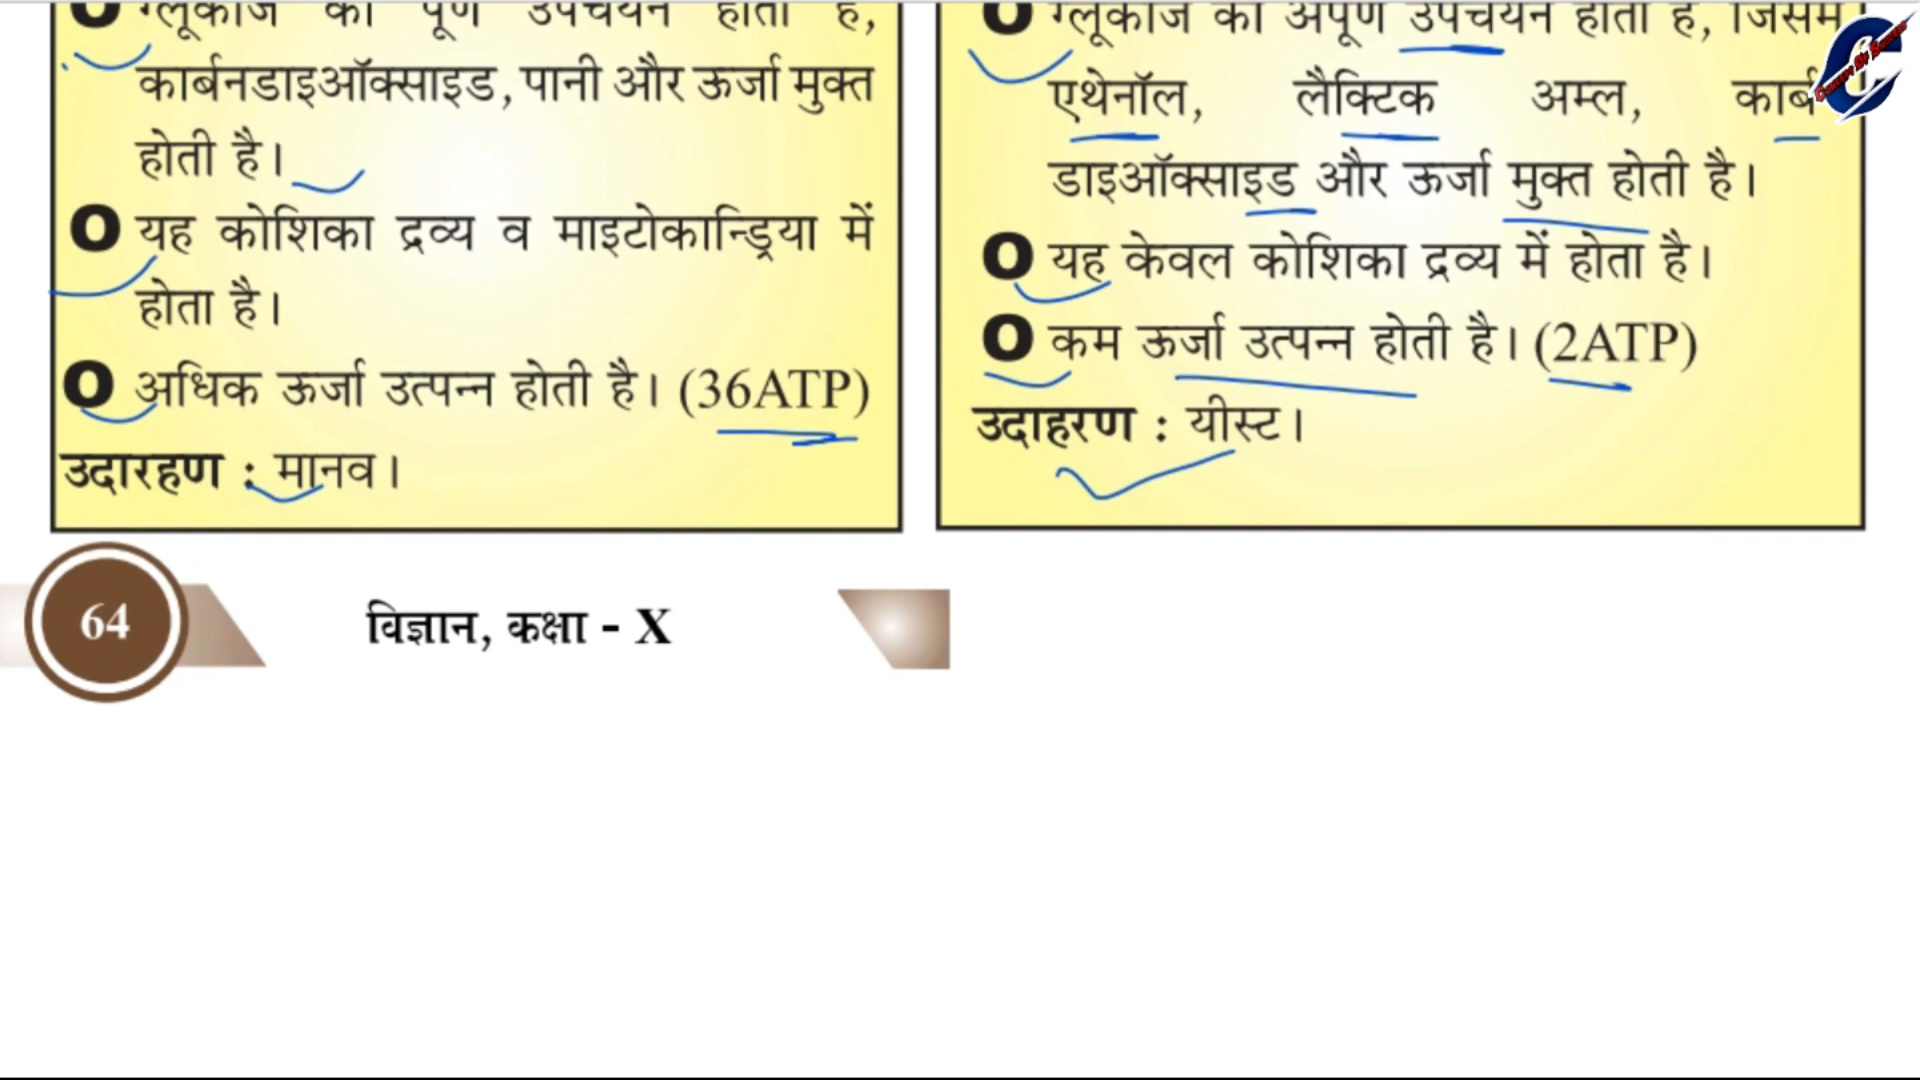 ग्लूकोज का पूर्ण उपचयन होता है,
कार्बनडाइऑक्साइड, पानी और ऊर्जा मुक्त
होती है।
यह कोशिका द्रव्य व माइटोकान्ड्रिया में
होता है।
अधिक ऊर्जा उत्पन्न होती है। (36ATP)
उदारहण : मानव।
ग्लूकोज का अपूर्ण उपचयन होता है, जिसमें
एथेनॉल, लैक्टिक अम्ल, कार्ब
डाइऑक्साइड और ऊर्जा मुक्त होती है।
यह केवल कोशिका द्रव्य में होता है।
कम ऊर्जा उत्पन्न होती है। (2ATP)
उदाहरण : यीस्ट।
64
विज्ञान, कक्षा - X